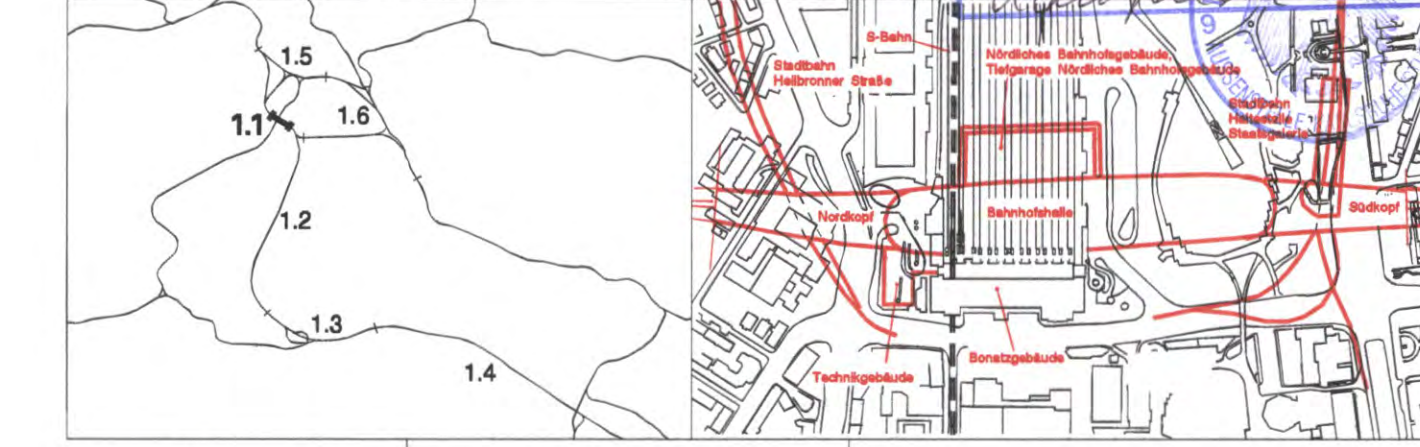 1.5
1.1
1.6
1.2
1.3
1.4
S-Bahn
Stadtbahn
Heilbronner Straße
Nördliches Bahnhofsgebäude,
Tiefgarage Nördliches Bahnhofsgebäude
Stadtbahn
Haltestelle
Staatsgalerie
Nordkopf
Bahnhofshalle
Südkopf
Technikgebäude
Bonatzgebäude